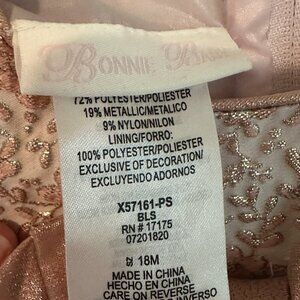 BONNIE
72% POLYESTER/POLIESTER
19% METALLIC/METALICO
9% NYLON/NILON
LINING/FORRO:
100% POLYESTER/POLIESTER
EXCLUSIVE OF DECORATION/
EXCLUYENDO ADORNOS
X57161-PS
BLS
RN # 17175
07201820
18M
MADE IN CHINA
HECHO EN CHINA
CARE ON REVERSE